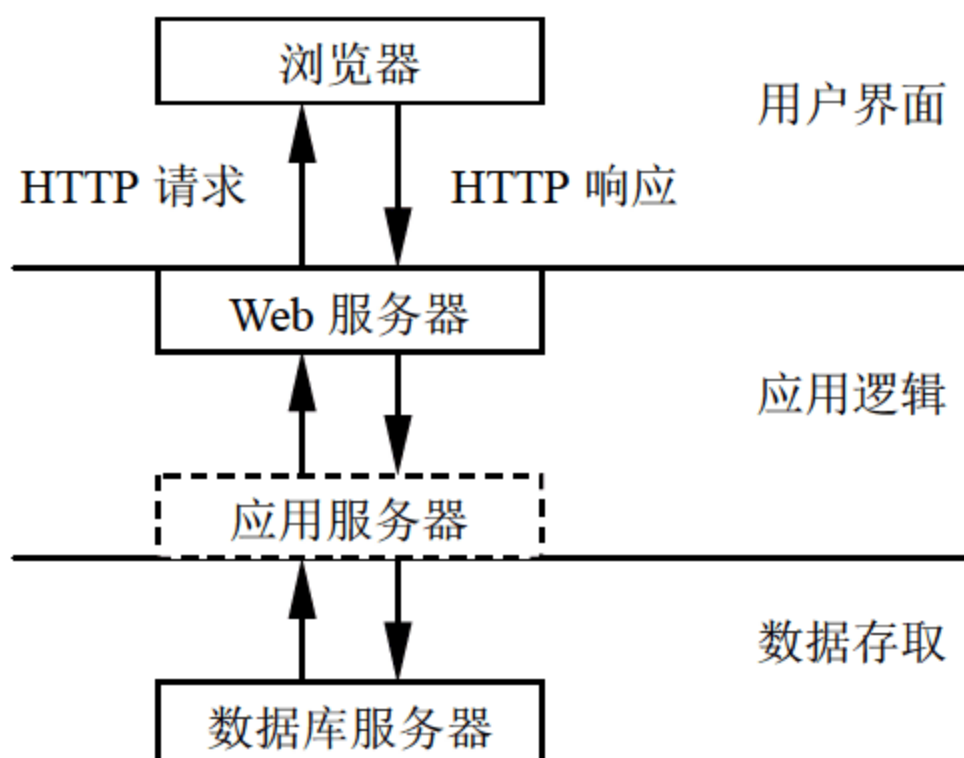 浏览器
用户界面
HTTP 请求
HTTP 响应
Web 服务器
应用逻辑
应用服务器
数据存取
数据库服务器